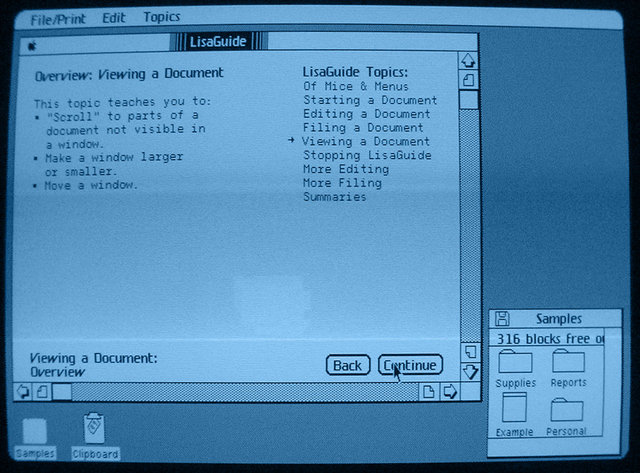 File/Print Edit Topics
LisaGuide
Overview: Viewing a Document
This topic teaches you to:
• "Scroll" to parts of a
document not visible in
a window.
• Make a window larger
or smaller.
• Move a window.
LisaGuide Topics:
Of Mice & Menus
Starting a Document
Editing a Document
Filing a Document
→ Viewing a Document
Stopping LisaGuide
More Editing
More Filing
Summaries
Viewing a Document:
Overview
Back Continue
Samples
316 blocks free o
Supplies Reports
Example Personal
Samples Clipboard